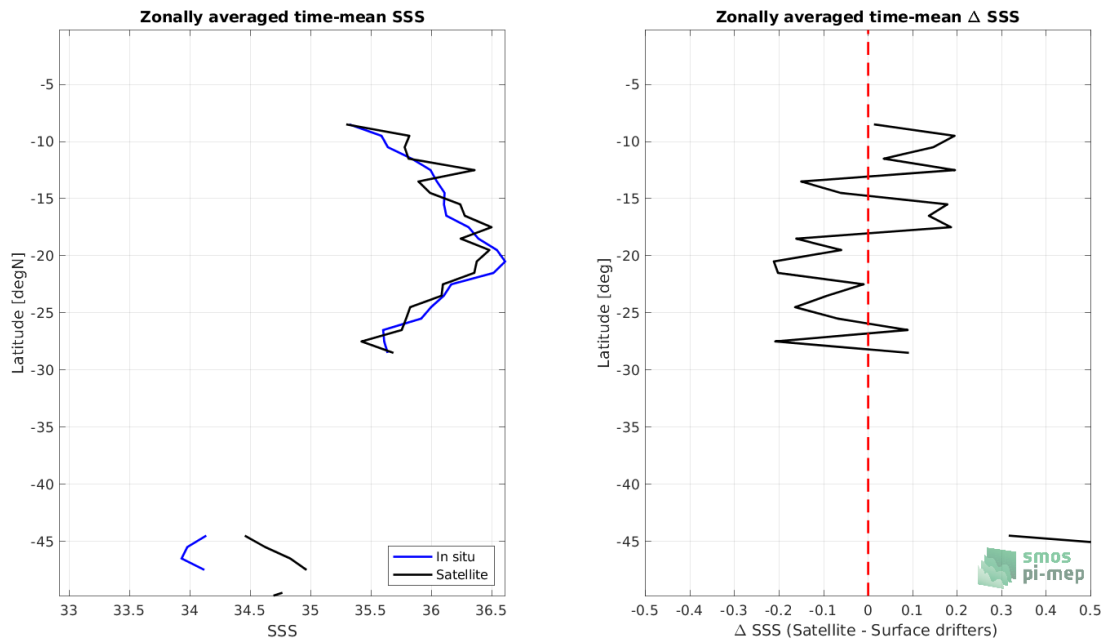 Zonally averaged time-mean SSS
-5
-10
-15
-20
-25
-30
-35
-40
-45
Latitude [degN]
33 33.5 34 34.5 35 35.5 36 36.5
SSS
In situ
Satellite
Zonally averaged time-mean Δ SSS
-5
-10
-15
-20
-25
-30
-35
-40
-45
Latitude [deg]
-0.5 -0.4 -0.3 -0.2 -0.1 0 0.1 0.2 0.3 0.4 0.5
Δ SSS (Satellite - Surface drifters)
smos
pi-mep